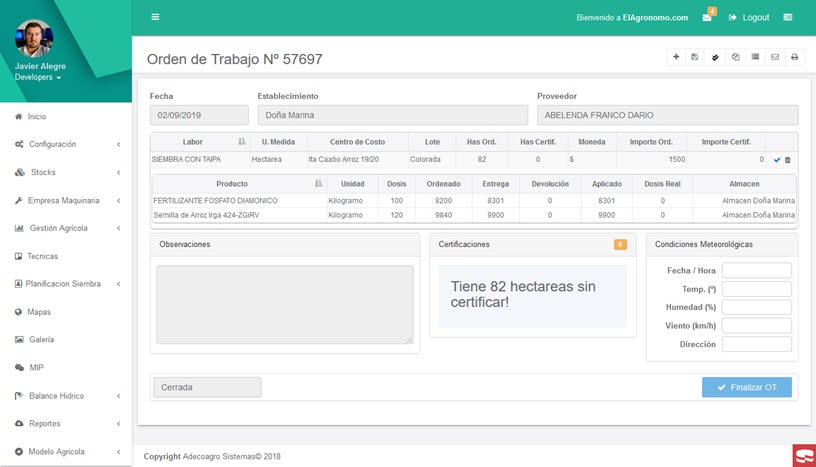 Bienvenido a ElAgronomo.com
4
Logout
Javier Alegre
Developers
Inicio
Configuración
Stocks
Empresa Maquinaria
Gestión Agrícola
Tecnicas
Planificacion Siembra
Mapas
Galería
MIP
Balance Hidrico
Reportes
Modelo Agricola
Orden de Trabajo Nº 57697
Fecha Establecimiento Proveedor
02/09/2019 Doña Marina ABELENDA FRANCO DARIO
Labor U. Medida Centro de Costo Lote Has Ord. Has Certif. Moneda Importe Ord. Importe Certif.
SIEMBRA CON TAIPA Hectarea Ita Caabo Arroz 19/20 Colorada 82 0 $ 1500 0
Producto Unidad Dosis Ordenado Entrega Devolución Aplicado Dosis Real Almacen
FERTILIZANTE FOSFATO DIAMONICO Kilogramo 100 8200 8301 0 8301 0 Almacen Doña Marina
Semilla de Arroz Irga 424-ZGIRV Kilogramo 120 9840 9900 0 9900 0 Almacen Doña Marina
Observaciones
Certificaciones 0
Tiene 82 hectareas sin
certificar!
Condiciones Meteorológicas
Fecha / Hora
Temp. (º)
Humedad (%)
Viento (km/h)
Dirección
Cerrada
Finalizar OT
Copyright Adecoagro Sistemas© 2018